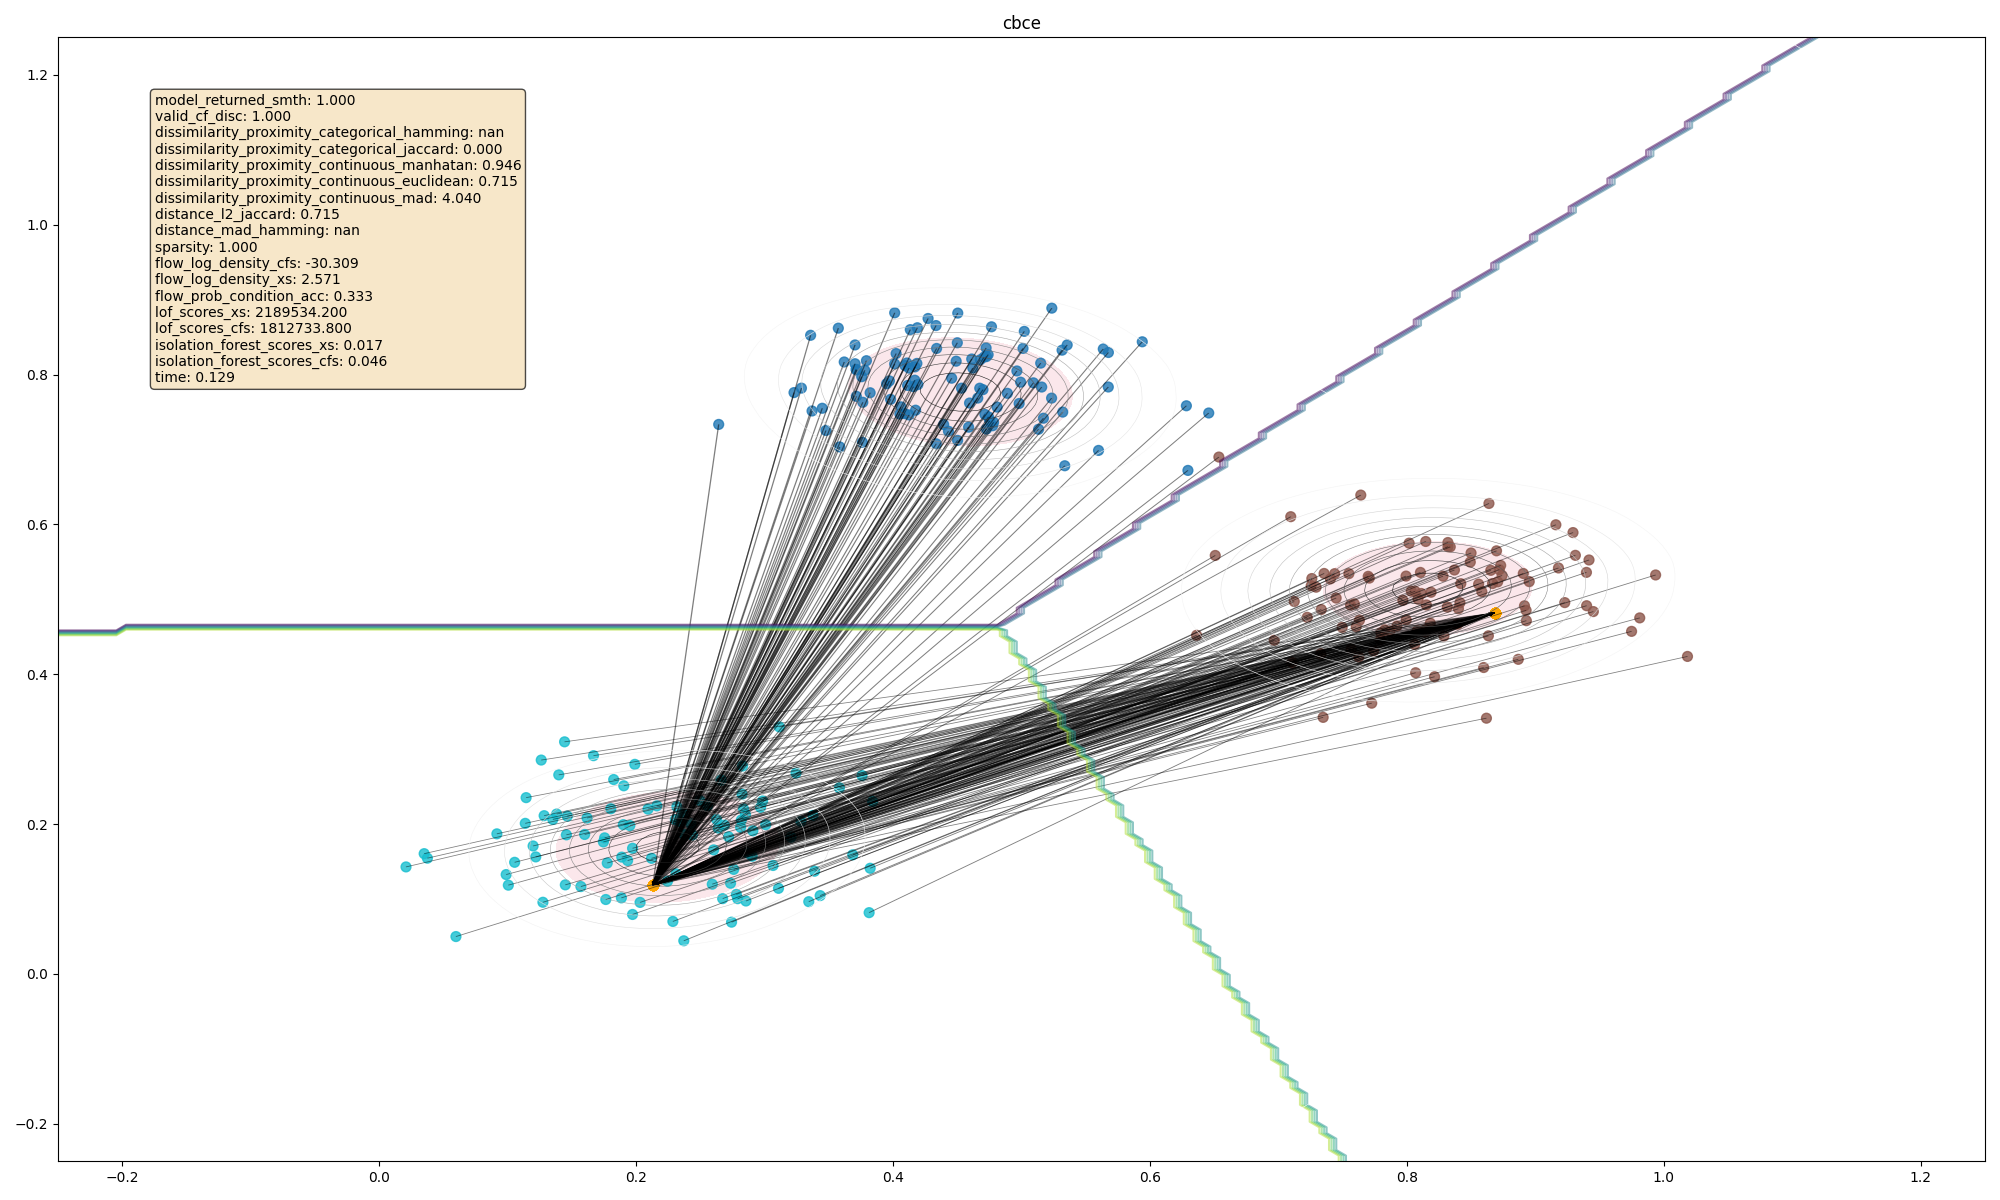 cbce
1.2
1.0
0.8
0.6
0.4
0.2
0.0
−0.2
model_returned_smth: 1.000
valid_cf_disc: 1.000
dissimilarity_proximity_categorical_hamming: nan
dissimilarity_proximity_categorical_jaccard: 0.000
dissimilarity_proximity_continuous_manhatan: 0.946
dissimilarity_proximity_continuous_euclidean: 0.715
dissimilarity_proximity_continuous_mad: 4.040
distance_l2_jaccard: 0.715
distance_mad_hamming: nan
sparsity: 1.000
flow_log_density_cfs: -30.309
flow_log_density_xs: 2.571
flow_prob_condition_acc: 0.333
lof_scores_xs: 2189534.200
lof_scores_cfs: 1812733.800
isolation_forest_scores_xs: 0.017
isolation_forest_scores_cfs: 0.046
time: 0.129
−0.2 0.0 0.2 0.4 0.6 0.8 1.0 1.2